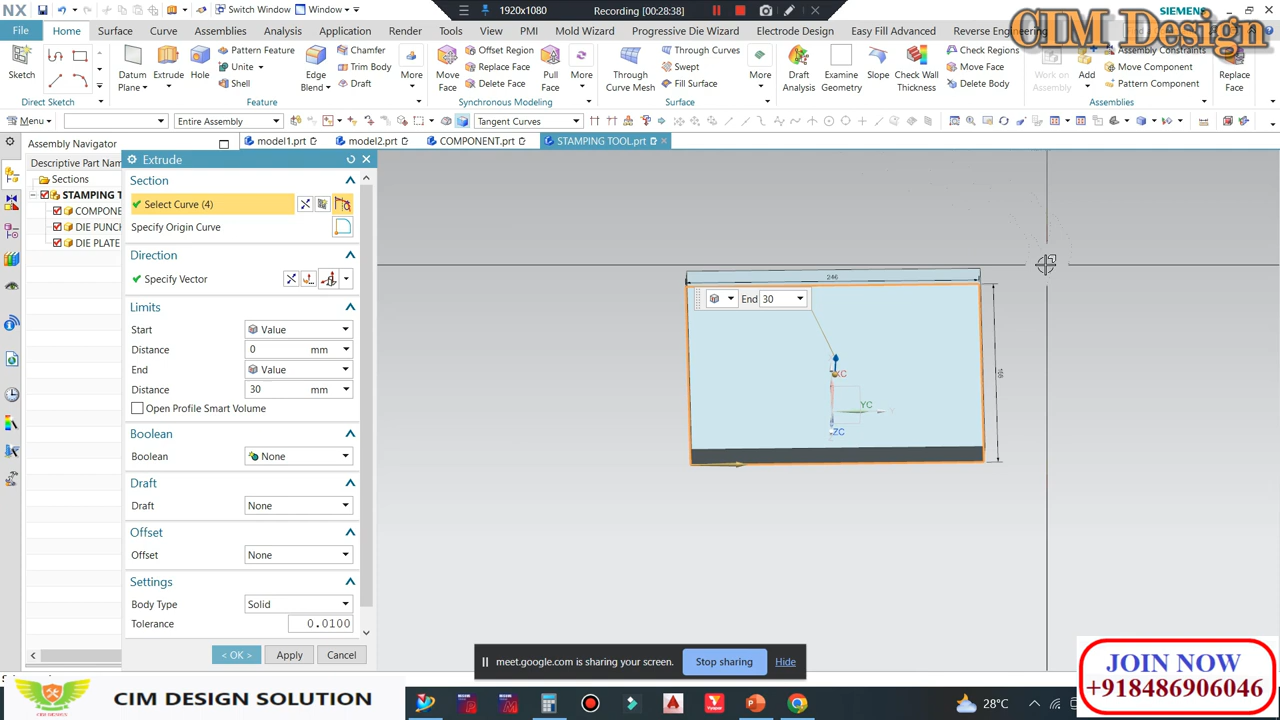 NX
Switch Window
Window
1920x1080
Recording [00:28:38]
SIEMENS
CIM Design
File
Home
Surface
Curve
Assemblies
Analysis
Application
Render
View
PMI
Mold Wizard
Progressive Die Wizard
Electrode Design
Easy Fill Advanced
Reverse
Sketch
Direct Sketch
Datum Plane
Extrude
Hole
Pattern Feature
Unite
Shell
Feature
Edge Blend
Chamfer
Trim Body
Draft
More
Move Face
Offset Region
Replace Face
Delete Face
Synchronous Modeling
Pull Face
More
Through Curve Mesh
Through Curves
Swept
Fill Surface
Surface
More
Draft Analysis
Examine Geometry
Slope
Check Wall Thickness
Check Regions
Move Face
Delete Body
Work on Assembly
Add
Assembly Constraints
Move Component
Pattern Component
Assemblies
Replace Face
Menu
Entire Assembly
Tangent Curves
Assembly Navigator
model1.prt
model2.prt
COMPONENT.prt
STAMPING TOOL.prt
Descriptive Part Nam
Sections
STAMPING T
COMPONE
DIE PUNCH
DIE PLATE
Extrude
Section
Select Curve (4)
Specify Origin Curve
Direction
Specify Vector
Limits
Start
Value
Distance
0 mm
End
Value
Distance
30 mm
Open Profile Smart Volume
Boolean
Boolean
None
Draft
Draft
None
Offset
Offset
None
Settings
Body Type
Solid
Tolerance
0.0100
< OK >
Apply
Cancel
246
End 30
XC
YC
ZC
meet.google.com is sharing your screen.
Stop sharing
Hide
JOIN NOW
+918486906046
CIM DESIGN SOLUTION
28°C